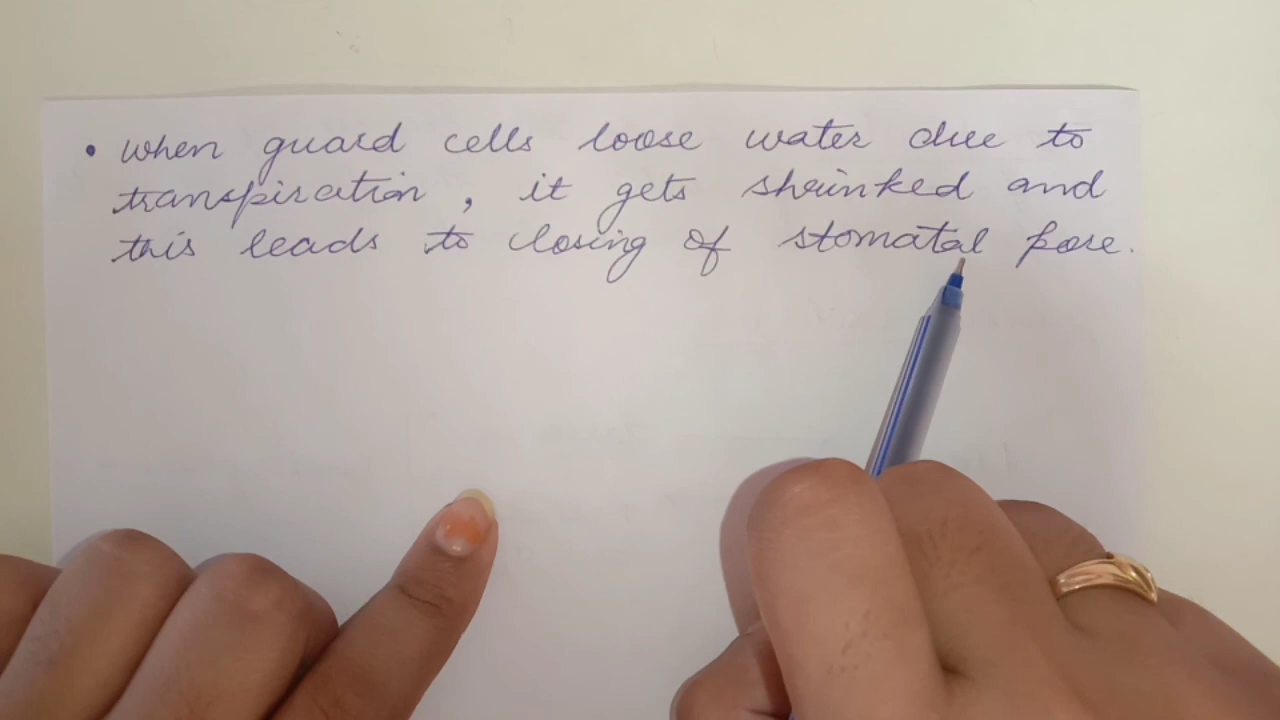 • when guard cells loose water due to
transpiration, it gets shrinked and
this leads to closing of stomatal pore.